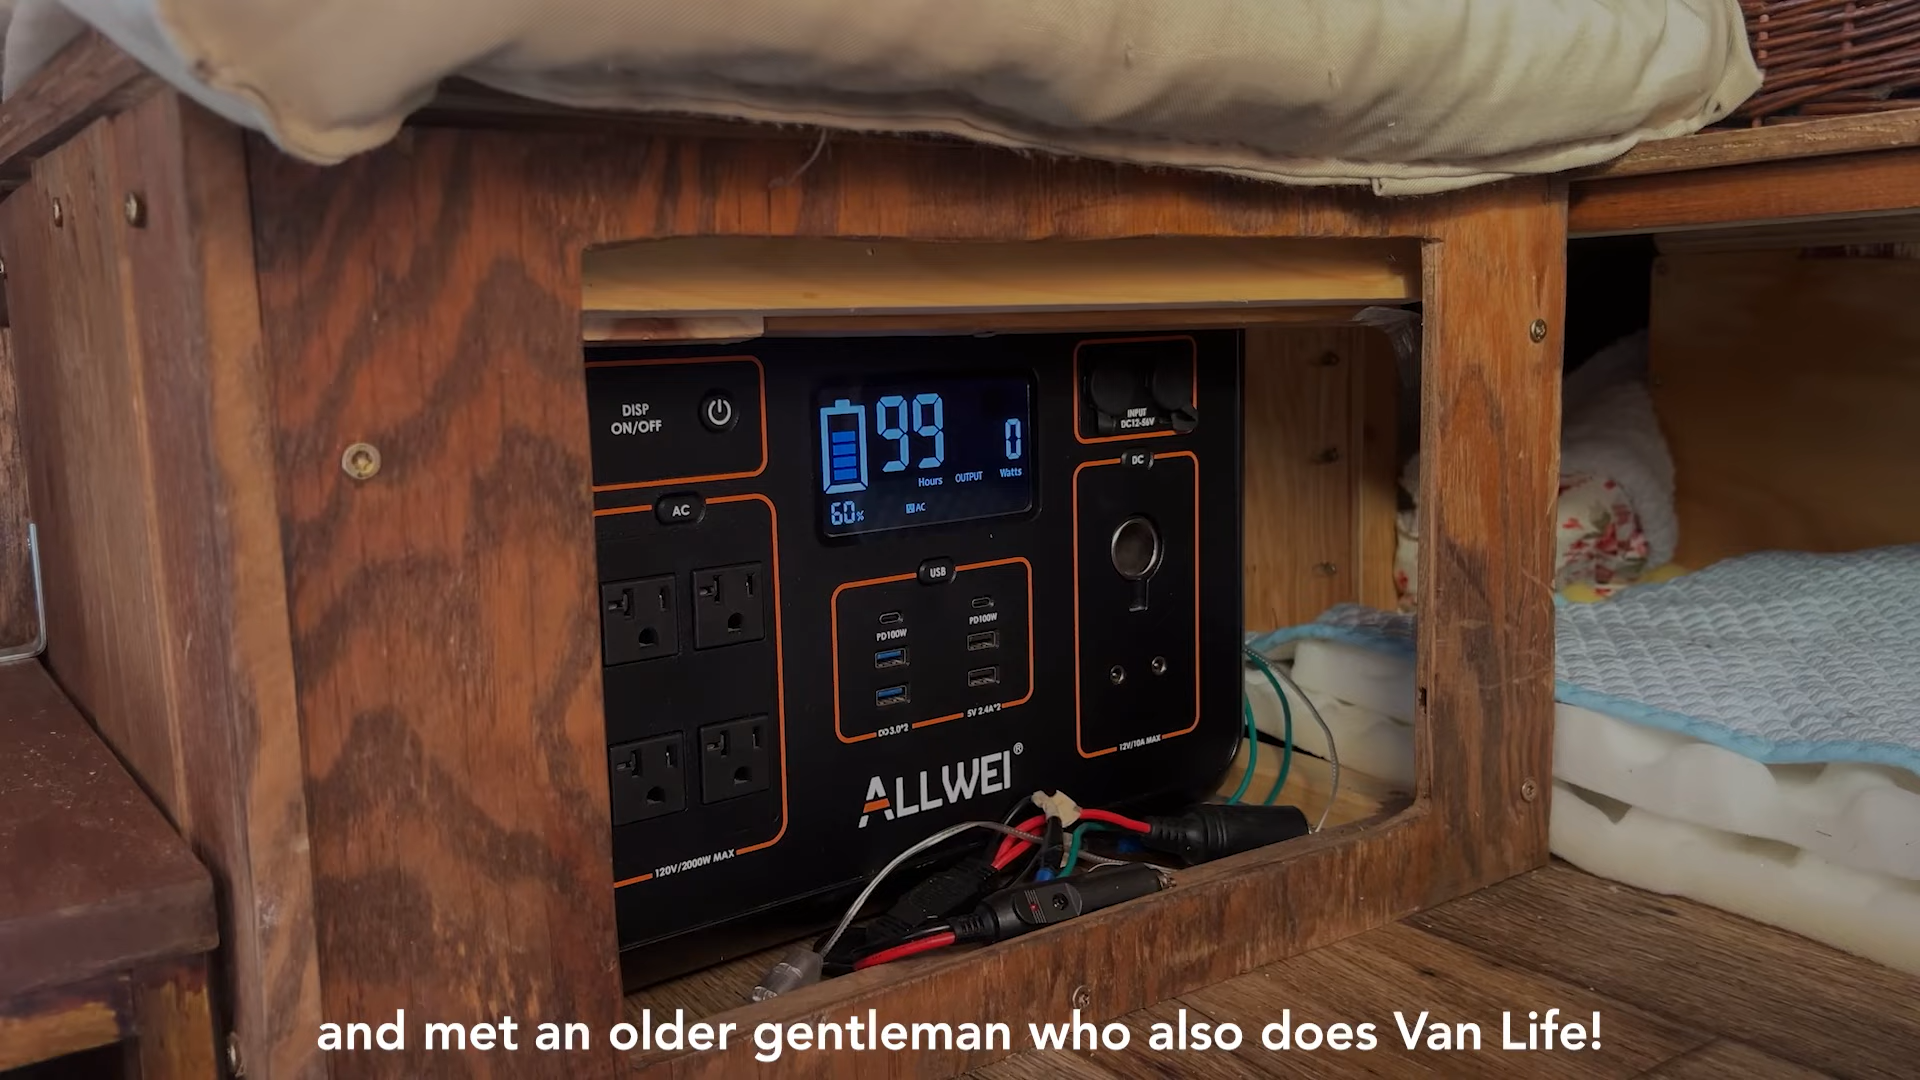 DISP
ON/OFF
99
Hours
OUTPUT
0
Watts
60%
AC
INPUT
DC12-56V
AC
DC
USB
PD100W
PD100W
3.0*2
5V 2.4A*2
12V/10A MAX
ALLWEI®
120V/2000W MAX
and met an older gentleman who also does Van Life!